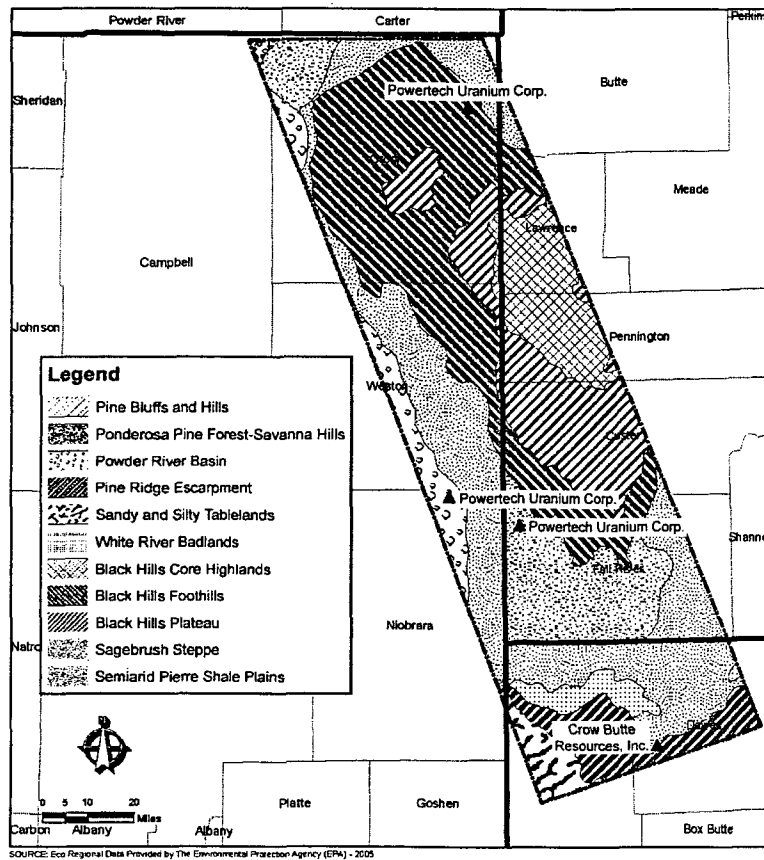 Powder River
Carter
Perkins
Sheridan
Butte
Powertech Uranium Corp.
Crook
Meade
Lawrence
Campbell
Johnson
Pennington
Legend
Pine Bluffs and Hills
Ponderosa Pine Forest-Savanna Hills
Powder River Basin
Pine Ridge Escarpment
Sandy and Silty Tablelands
White River Badlands
Black Hills Core Highlands
Black Hills Foothills
Black Hills Plateau
Sagebrush Steppe
Semiarid Pierre Shale Plains
Weston
Custer
Powertech Uranium Corp.
Powertech Uranium Corp.
Shanno
Fall River
Niobrara
Natro
Crow Butte
Resources, Inc.
0 5 10 20
Miles
Platte
Goshen
Carbon
Albany
Albany
Box Butte
SOURCE: Eco Regional Data Provided by The Environmental Protection Agency (EPA) - 2005